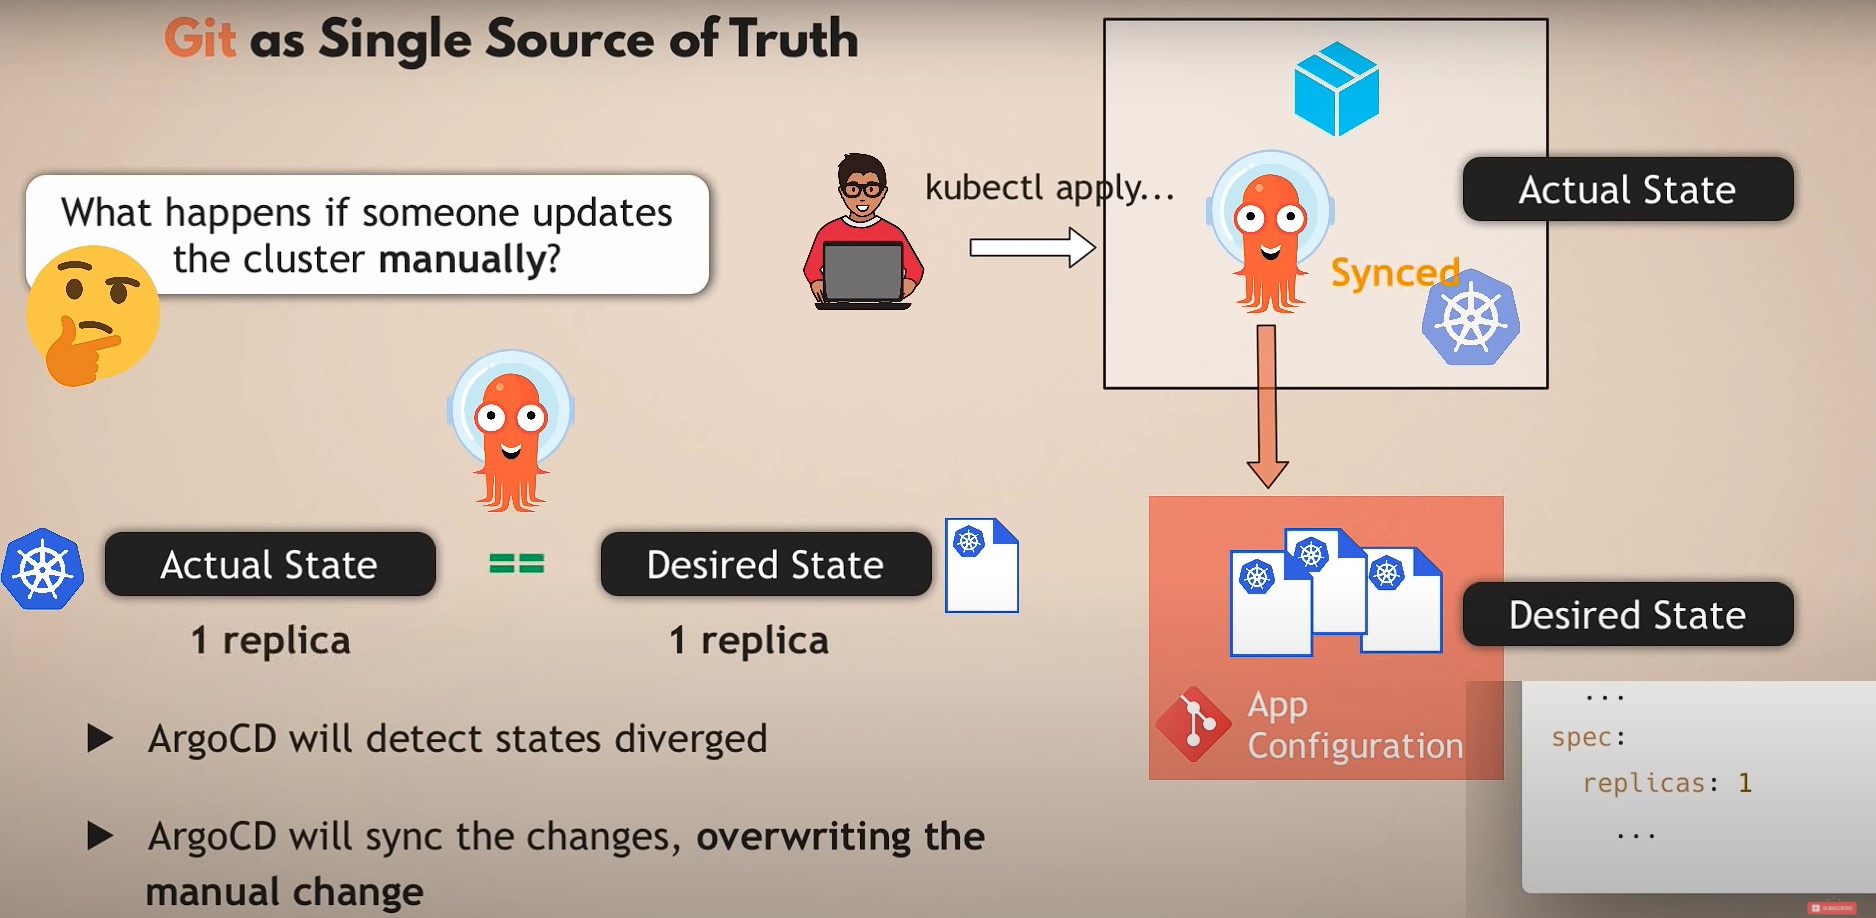 Git as Single Source of Truth
What happens if someone updates
the cluster manually?
kubectl apply...
Synced
Actual State
Actual State
==
Desired State
1 replica
1 replica
ArgoCD will detect states diverged
ArgoCD will sync the changes, overwriting the
manual change
App
Configuration
Desired State
...
spec:
replicas: 1
...
SUBSCRIBE